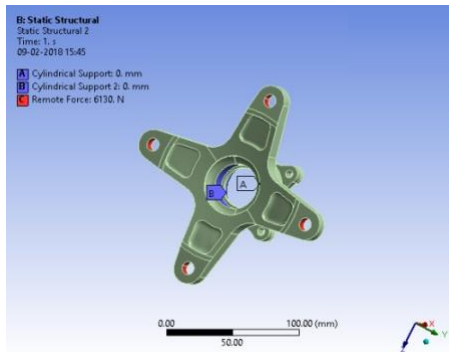 B: Static Structural
Static Structural 2
Time: 1. s
09-02-2018 15:45
A Cylindrical Support: 0. mm
B Cylindrical Support 2: 0. mm
C Remote Force: 6130. N
B
A
0.00
100.00 (mm)
50.00
X
Y
Z